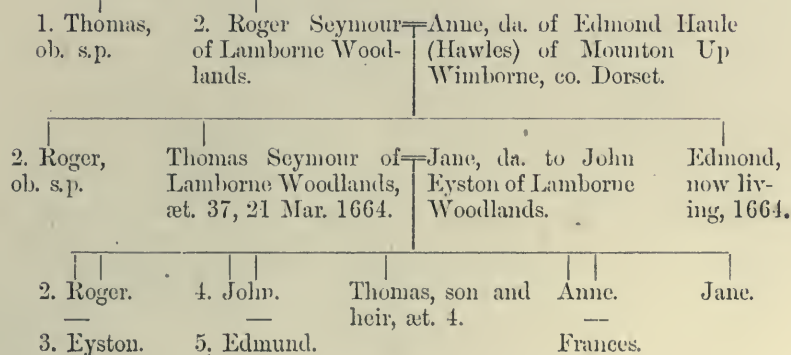 1. Thomas,
ob. s.p.
2. Roger Seymour
of Lamborne Wood-
lands.
Anne, da. of Edmond Haule
(Hawles) of Mounton Up
Wimborne, co. Dorset.
2. Roger,
ob. s.p.
Thomas Seymour of
Lamborne Woodlands,
æt. 37, 21 Mar. 1664.
Jane, da. to John
Eyston of Lamborne
Woodlands.
Edmond,
now liv-
ing, 1664.
2. Roger.
—
3. Eyston.
4. John.
—
5. Edmund.
Thomas, son and
heir, æt. 4.
Anne.
—
Frances.
Jane.